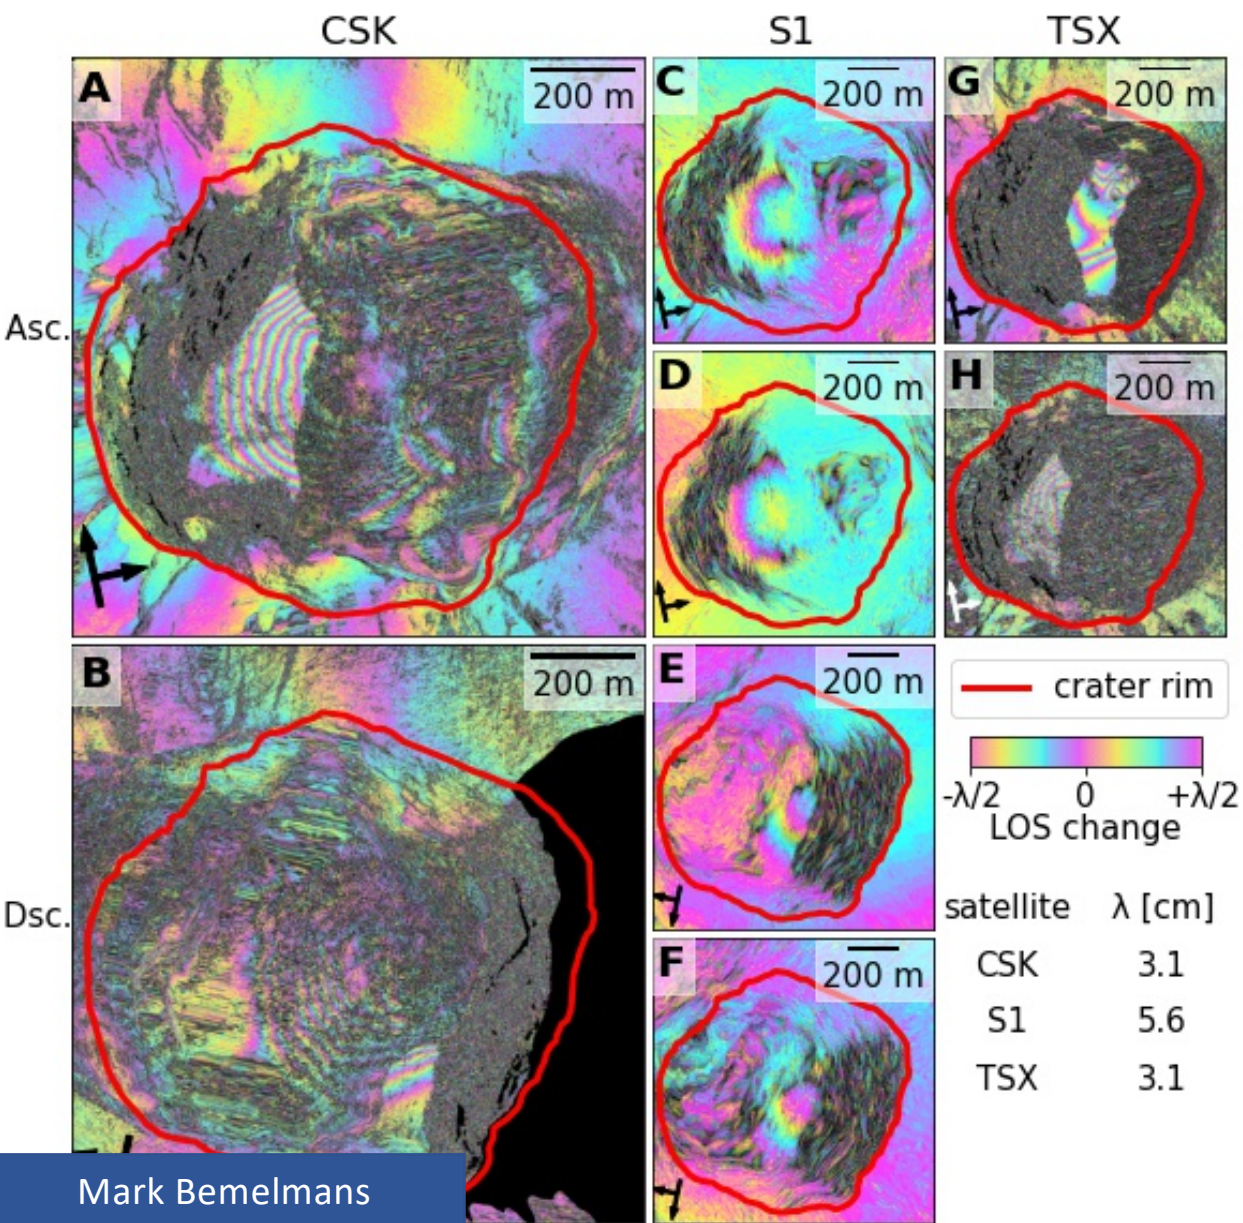 CSK
S1
TSX
A
200 m
C
200 m
G
200 m
Asc.
D
200 m
H
200 m
B
200 m
E
200 m
crater rim
-λ/2
0
+λ/2
LOS change
Dsc.
satellite
λ [cm]
F
200 m
CSK
3.1
S1
5.6
TSX
3.1
Mark Bemelmans